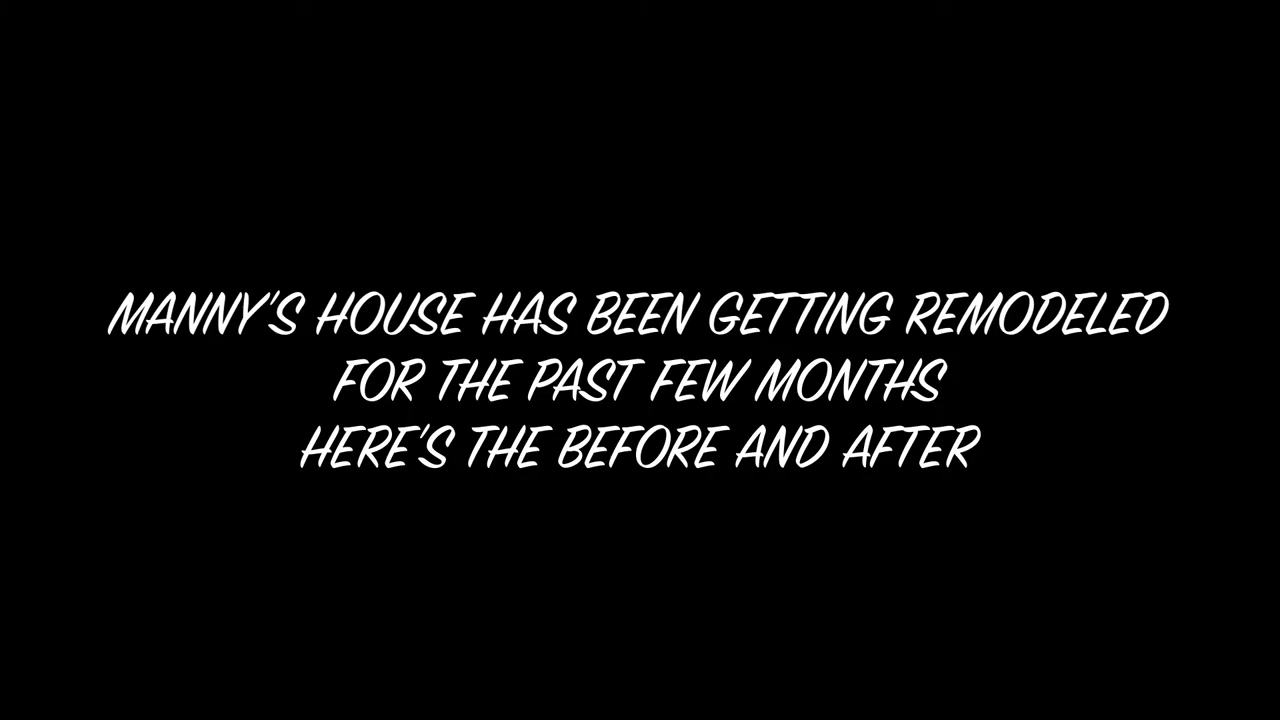 MANNY'S HOUSE HAS BEEN GETTING REMODELED
FOR THE PAST FEW MONTHS
HERE'S THE BEFORE AND AFTER